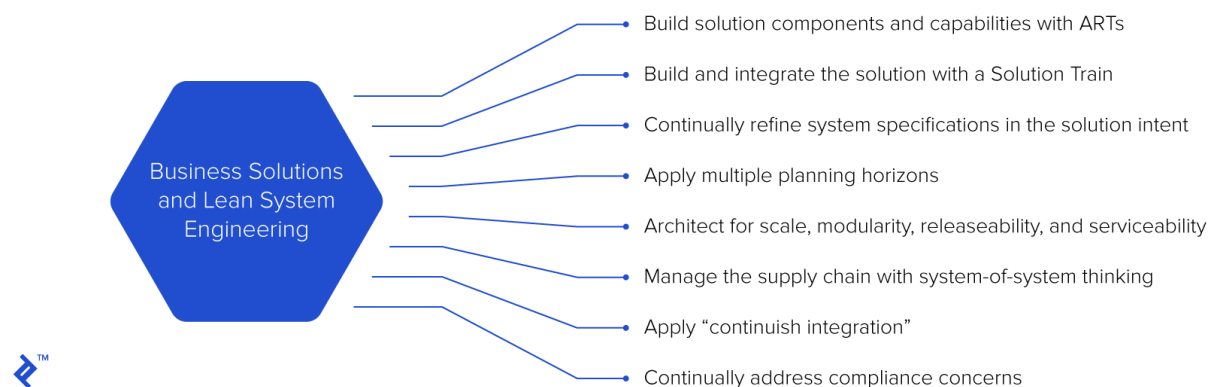 Business Solutions
and Lean System
Engineering
Build solution components and capabilities with ARTs
Build and integrate the solution with a Solution Train
Continually refine system specifications in the solution intent
Apply multiple planning horizons
Architect for scale, modularity, releaseability, and serviceability
Manage the supply chain with system-of-system thinking
Apply “continuish integration”
Continually address compliance concerns
TM